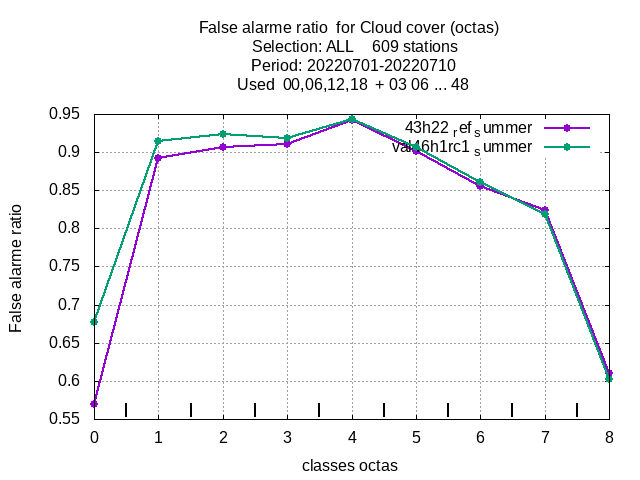 False alarme ratio  for Cloud cover (octas)
Selection: ALL    609 stations
Period: 20220701-20220710
Used  00,06,12,18  + 03 06 ... 48
0.95
0.9
0.85
0.8
0.75
0.7
0.65
0.6
0.55
False alarme ratio
43h22 ref summer
val46h1rc1 summer
0 1 2 3 4 5 6 7 8
classes octas